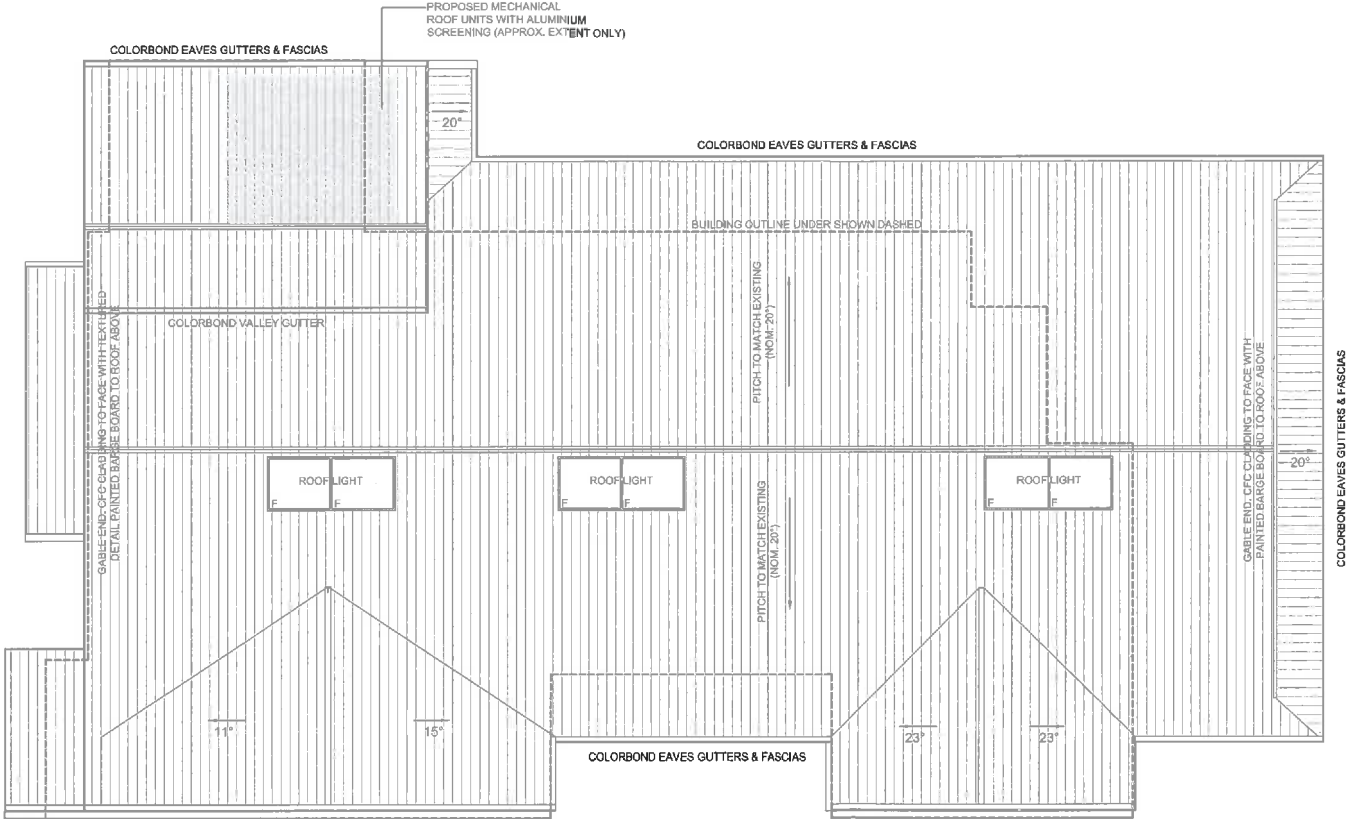 PROPOSED MECHANICAL
ROOF UNITS WITH ALUMINIUM
SCREENING (APPROX. EXTENT ONLY)
COLORBOND EAVES GUTTERS & FASCIAS
20°
COLORBOND EAVES GUTTERS & FASCIAS
BUILDING OUTLINE UNDER SHOWN DASHED
COLORBOND VALLEY GUTTER
GABLE END. CFC CLADDING TO FACE WITH TEXTURED
DETAIL PAINTED BARGE BOARD TO ROOF ABOVE
PITCH TO MATCH EXISTING
(NOM. 20°)
GABLE END. CFC CLADDING TO FACE WITH
PAINTED BARGE BOARD TO ROOF ABOVE
COLORBOND EAVES GUTTERS & FASCIAS
20°
ROOF LIGHT
F F
ROOF LIGHT
F F
ROOF LIGHT
F F
PITCH TO MATCH EXISTING
(NOM. 20°)
11°
15°
23°
23°
COLORBOND EAVES GUTTERS & FASCIAS